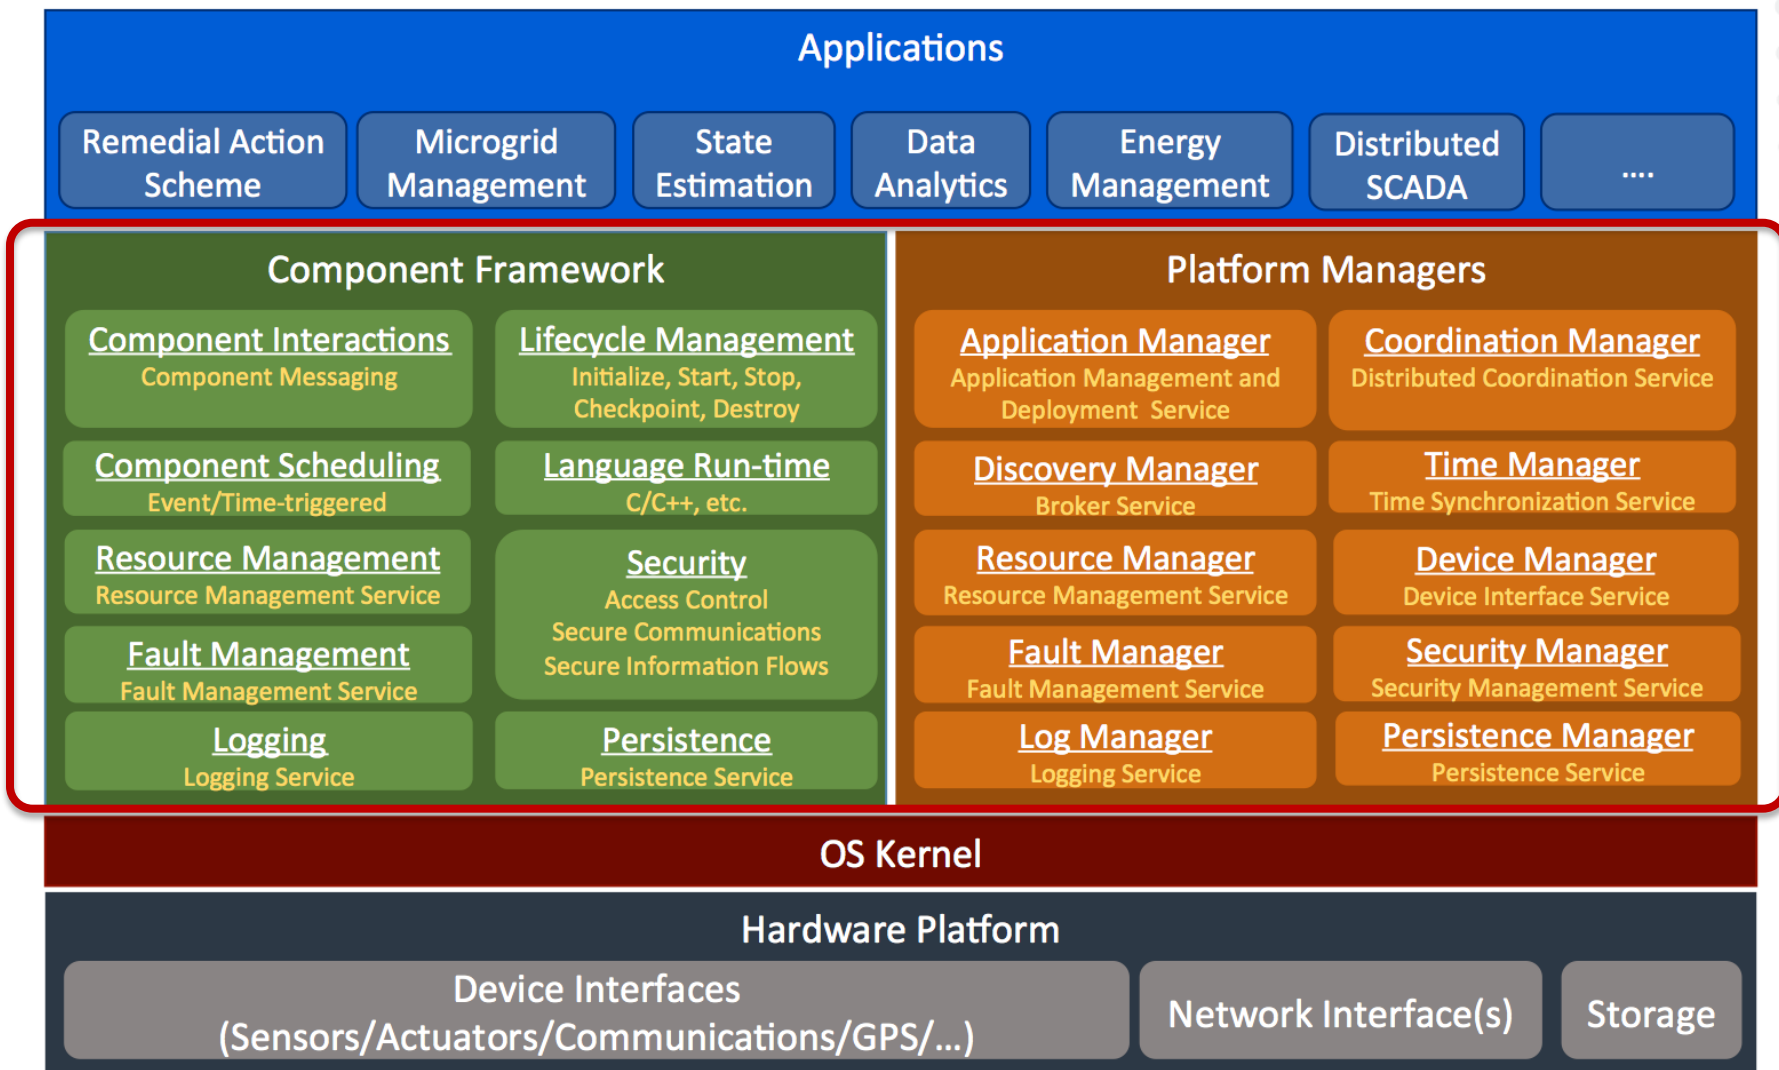 Applications
Remedial Action
Scheme
Microgrid
Management
State
Estimation
Data
Analytics
Energy
Management
Distributed
SCADA
....
Component Framework
Component Interactions
Component Messaging
Lifecycle Management
Initialize, Start, Stop,
Checkpoint, Destroy
Component Scheduling
Event/Time-triggered
Language Run-time
C/C++, etc.
Resource Management
Resource Management Service
Security
Access Control
Secure Communications
Secure Information Flows
Fault Management
Fault Management Service
Logging
Logging Service
Persistence
Persistence Service
Platform Managers
Application Manager
Application Management and
Deployment Service
Coordination Manager
Distributed Coordination Service
Discovery Manager
Broker Service
Time Manager
Time Synchronization Service
Resource Manager
Resource Management Service
Device Manager
Device Interface Service
Fault Manager
Fault Management Service
Security Manager
Security Management Service
Log Manager
Logging Service
Persistence Manager
Persistence Service
OS Kernel
Hardware Platform
Device Interfaces
(Sensors/Actuators/Communications/GPS/...)
Network Interface(s)
Storage